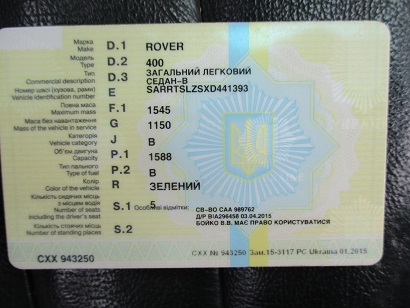 Марка D.1 ROVER
Make
Модель D.2 400
Type
Тип D.3 ЗАГАЛЬНИЙ ЛЕГКОВИЙ
Commercial description СЕДАН-В
Номер шасі (кузова, рами) E SARRTSLZSXD441393
Vehicle identification number
Повна маса F.1 1545
Maximum mass
Маса без навантаження G 1150
Mass of the vehicle in service
Категорія J B
Vehicle category
Об'єм двигуна P.1 1588
Capacity
Тип пального P.2 B
Type of fuel
Колір R ЗЕЛЕНИЙ
Color of the vehicle
Кількість сидячих місць
з місцем водія S.1 5 Особливі відмітки: СВ-ВО САА 989762
Number of seats Д/Р ВІА296458 03.04.2015
including the driver's seat БОЙКО В.В. МАЄ ПРАВО КОРИСТУВАТИСЯ
Кількість стоячих місць S.2
Number of standing places
CXX 943250 CXX № 943250 Зам.15-3117 PC Ukraina 01.2015